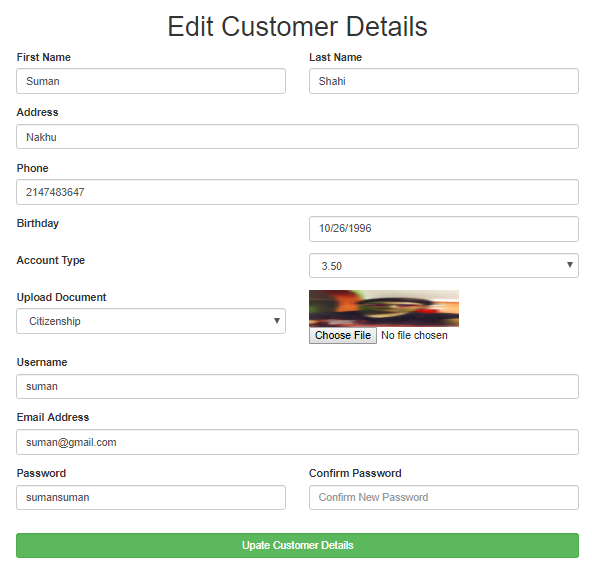 Edit Customer Details
First Name Last Name
Suman Shahi
Address
Nakhu
Phone
2147483647
Birthday 10/26/1996
Account Type 3.50
Upload Document
Citizenship
Choose File No file chosen
Username
suman
Email Address
suman@gmail.com
Password Confirm Password
sumansuman Confirm New Password
Upate Customer Details